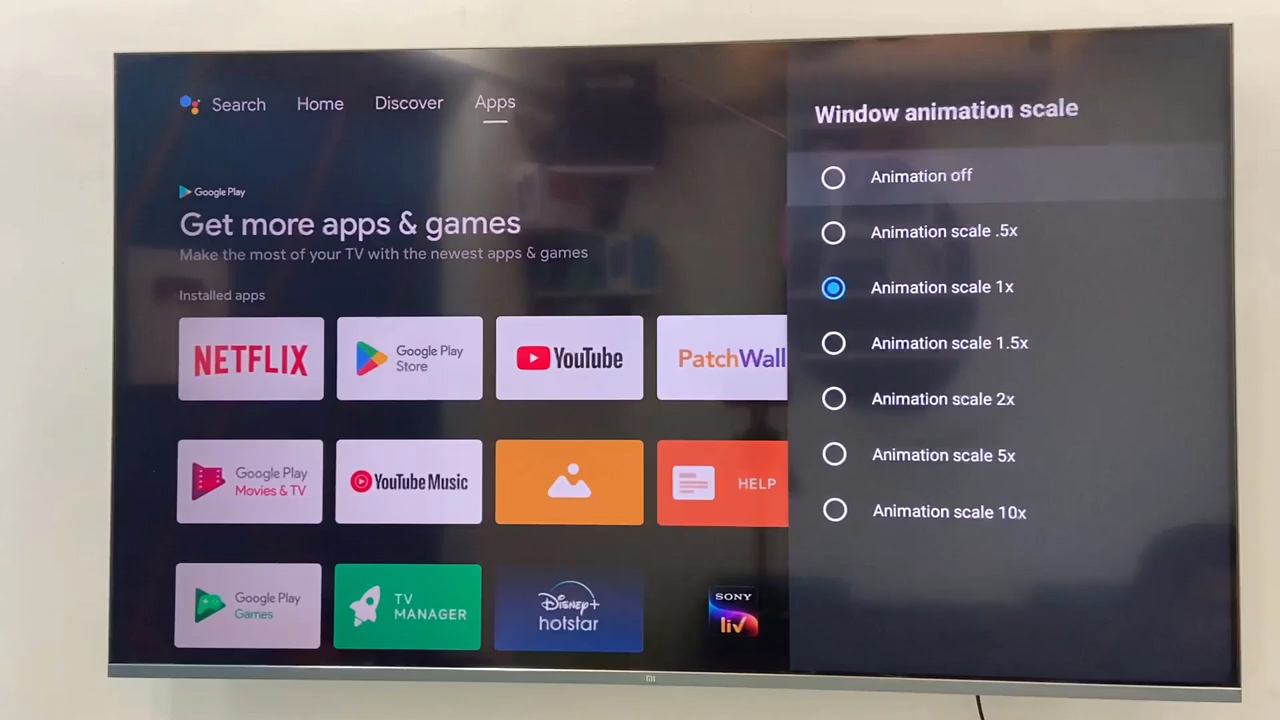 Search Home Discover Apps
Google Play
Get more apps & games
Make the most of your TV with the newest apps & games
Installed apps
NETFLIX
Google Play
Store
YouTube
PatchWall
Google Play
Movies & TV
YouTube Music
HELP
Google Play
Games
TV
MANAGER
Disney+
hotstar
SONY
liv
Window animation scale
Animation off
Animation scale .5x
Animation scale 1x
Animation scale 1.5x
Animation scale 2x
Animation scale 5x
Animation scale 10x
mi